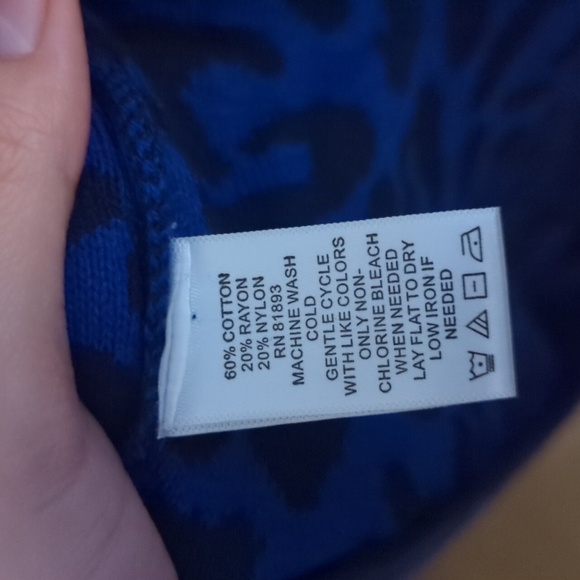 60% COTTON
20% RAYON
20% NYLON
RN 81893
MACHINE WASH
COLD
GENTLE CYCLE
WITH LIKE COLORS
ONLY NON-
CHLORINE BLEACH
WHEN NEEDED
LAY FLAT TO DRY
LOW IRON IF
NEEDED